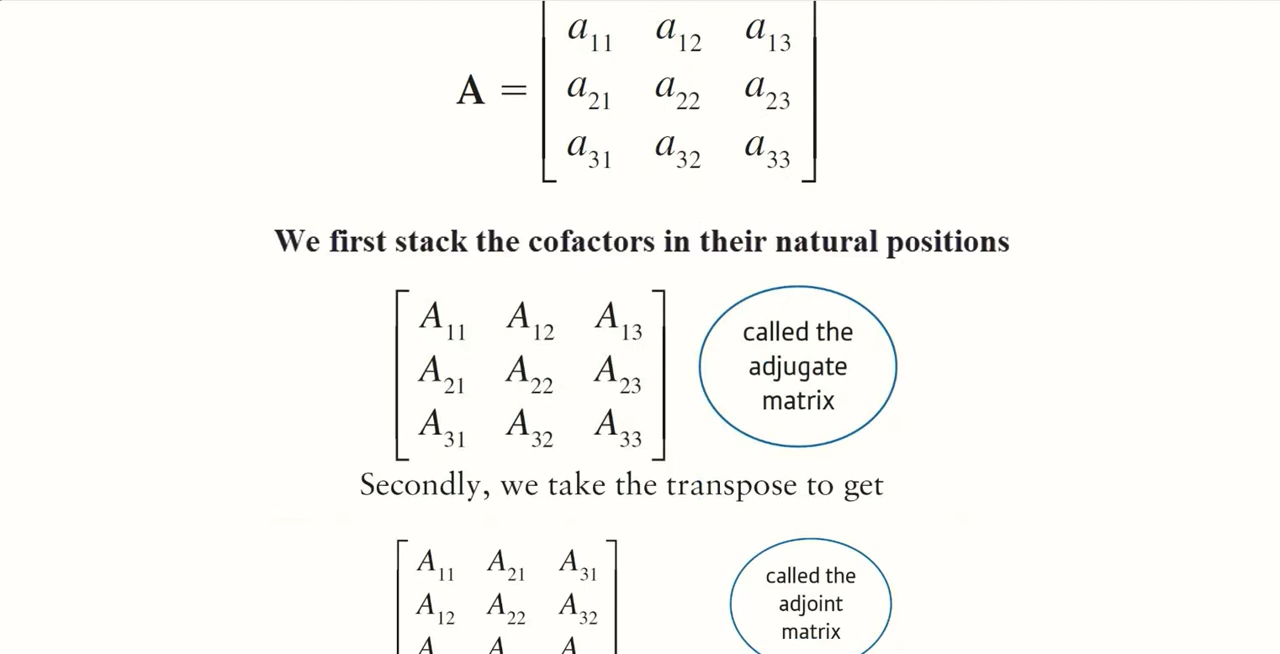 a11 a12 a13
A = a21 a22 a23
a31 a32 a33
We first stack the cofactors in their natural positions
A11 A12 A13
A21 A22 A23
A31 A32 A33
called the
adjugate
matrix
Secondly, we take the transpose to get
A11 A21 A31
A12 A22 A32
A A A
called the
adjoint
matrix